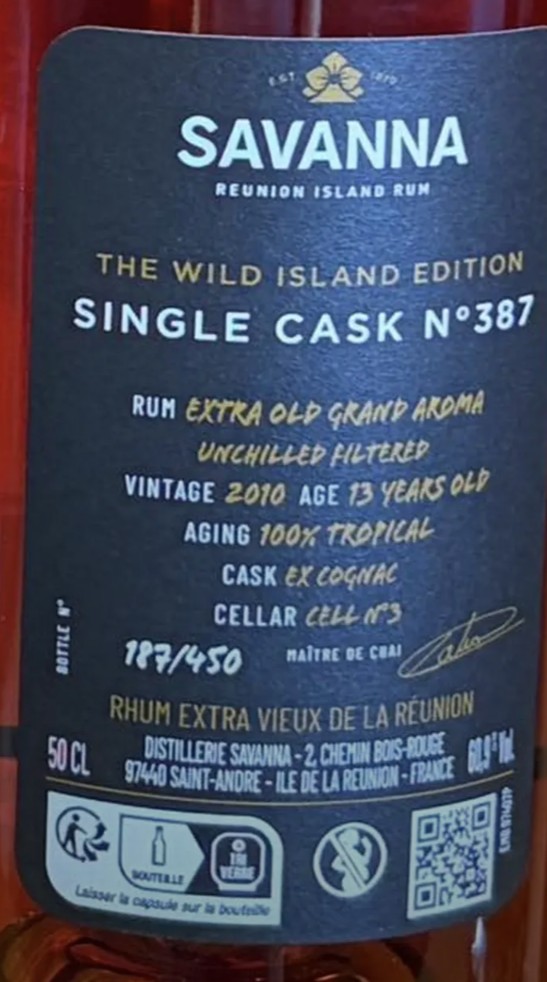 EST 1870
SAVANNA
REUNION ISLAND RUM
THE WILD ISLAND EDITION
SINGLE CASK N°387
RUM EXTRA OLD GRAND AROMA
UNCHILLED FILTERED
VINTAGE 2010 AGE 13 YEARS OLD
AGING 100% TROPICAL
CASK EX COGNAC
CELLAR CELL N°3
BOTTLE N°
187/450 MAÎTRE DE CHAI
RHUM EXTRA VIEUX DE LA RÉUNION
50 CL
DISTILLERIE SAVANNA - 2, CHEMIN BOIS-ROUGE
97440 SAINT-ANDRE - ILE DE LA REUNION - FRANCE
60,9% Vol.
BOUTEILLE
TRI
VERRE
Laisser la capsule sur la bouteille